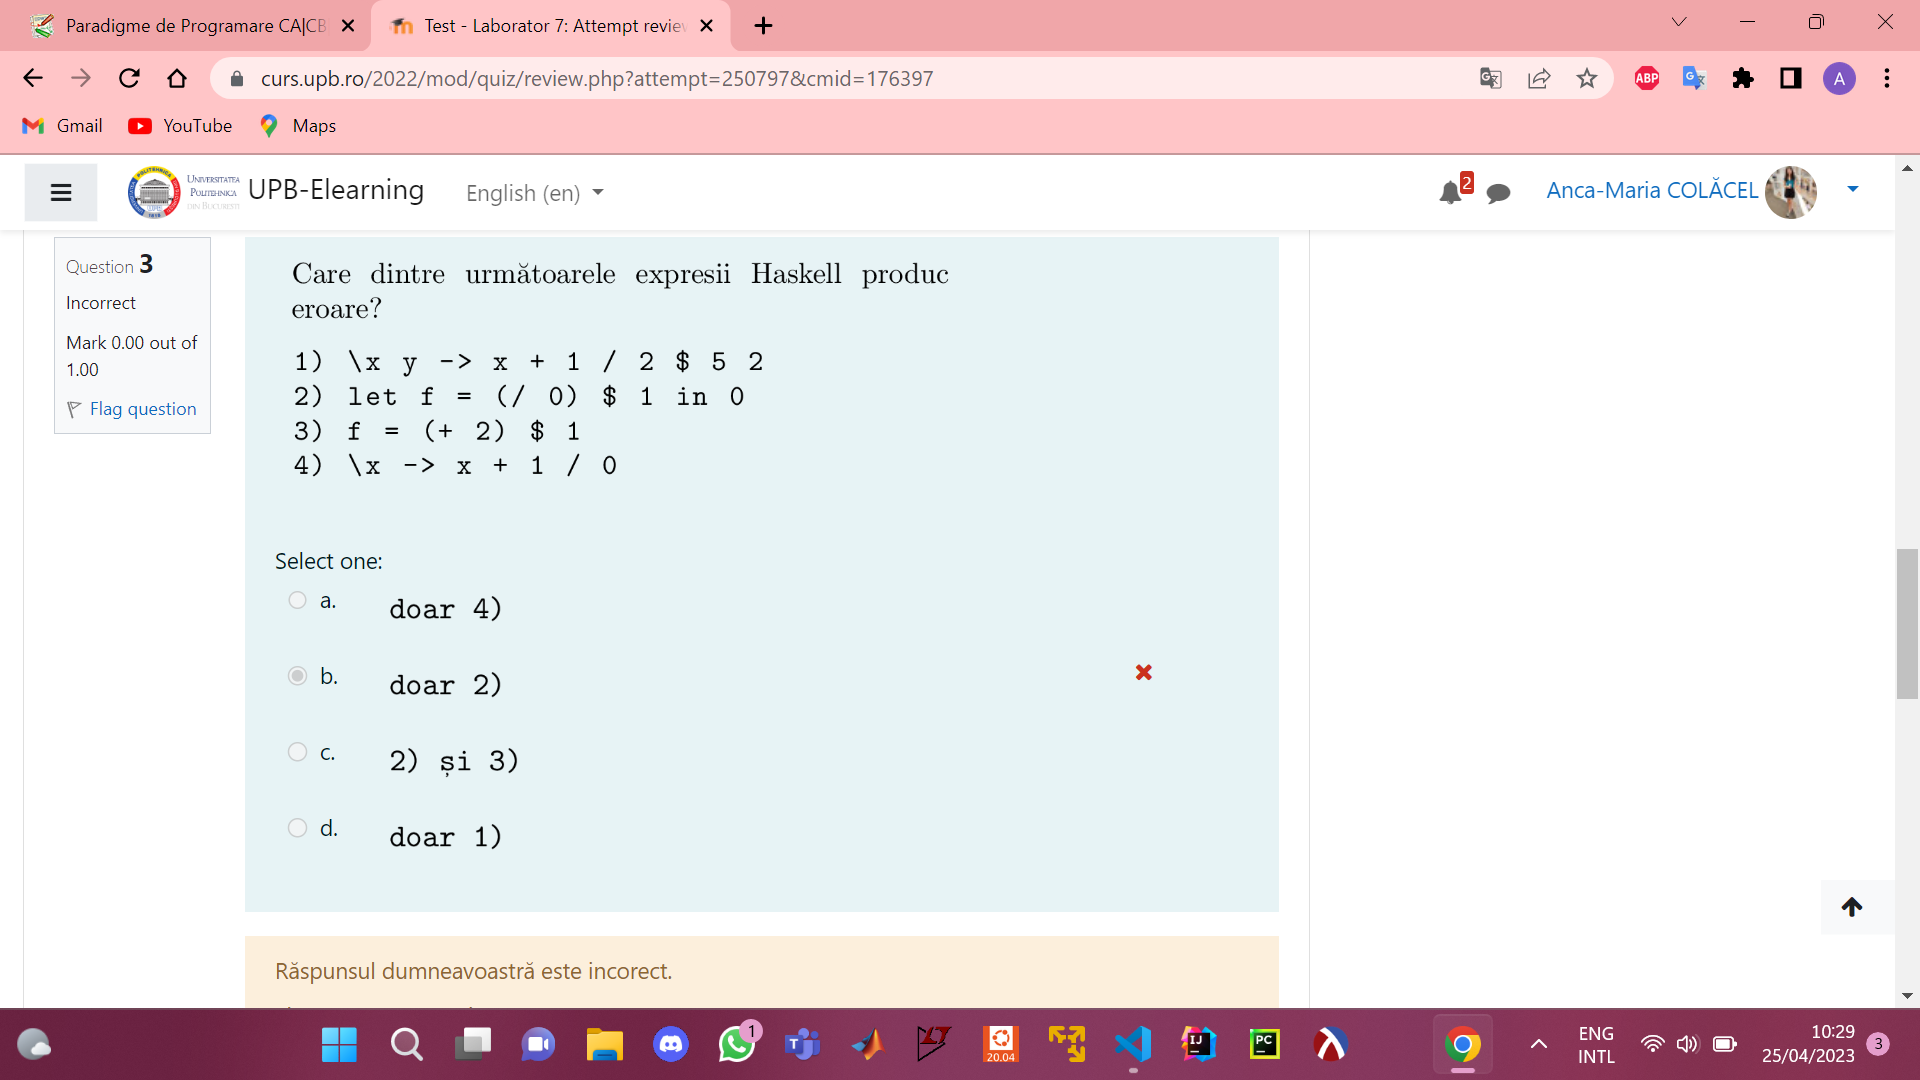 Paradigme de Programare CA|CB
Test - Laborator 7: Attempt review
curs.upb.ro/2022/mod/quiz/review.php?attempt=250797&cmid=176397
ABP
A
Gmail
YouTube
Maps
UNIVERSITATEA
POLITEHNICA
DIN BUCUREȘTI
UPB-Elearning
English (en)
2
Anca-Maria COLĂCEL
Question 3
Incorrect
Mark 0.00 out of
1.00
Flag question
Care dintre următoarele expresii Haskell produc
eroare?
1) \x y -> x + 1 / 2 $ 5 2
2) let f = (/ 0) $ 1 in 0
3) f = (+ 2) $ 1
4) \x -> x + 1 / 0
Select one:
a. doar 4)
b. doar 2)
c. 2) și 3)
d. doar 1)
Răspunsul dumneavoastră este incorect.
1
20.04
IJ
PC
ENG
INTL
10:29
25/04/2023
3